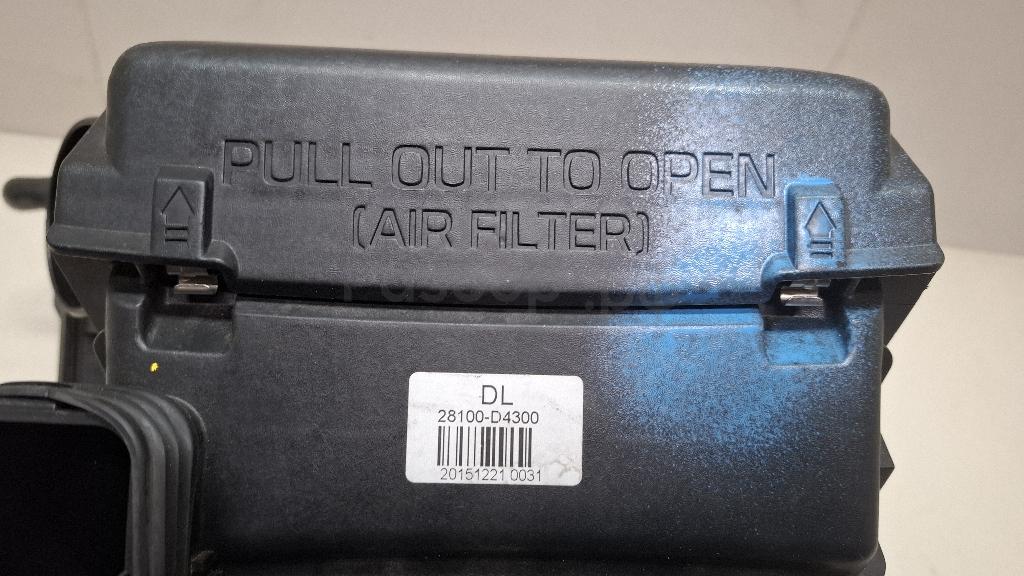 PULL OUT TO OPEN
(AIR FILTER)
DL
28100-D4300
20151221 0031